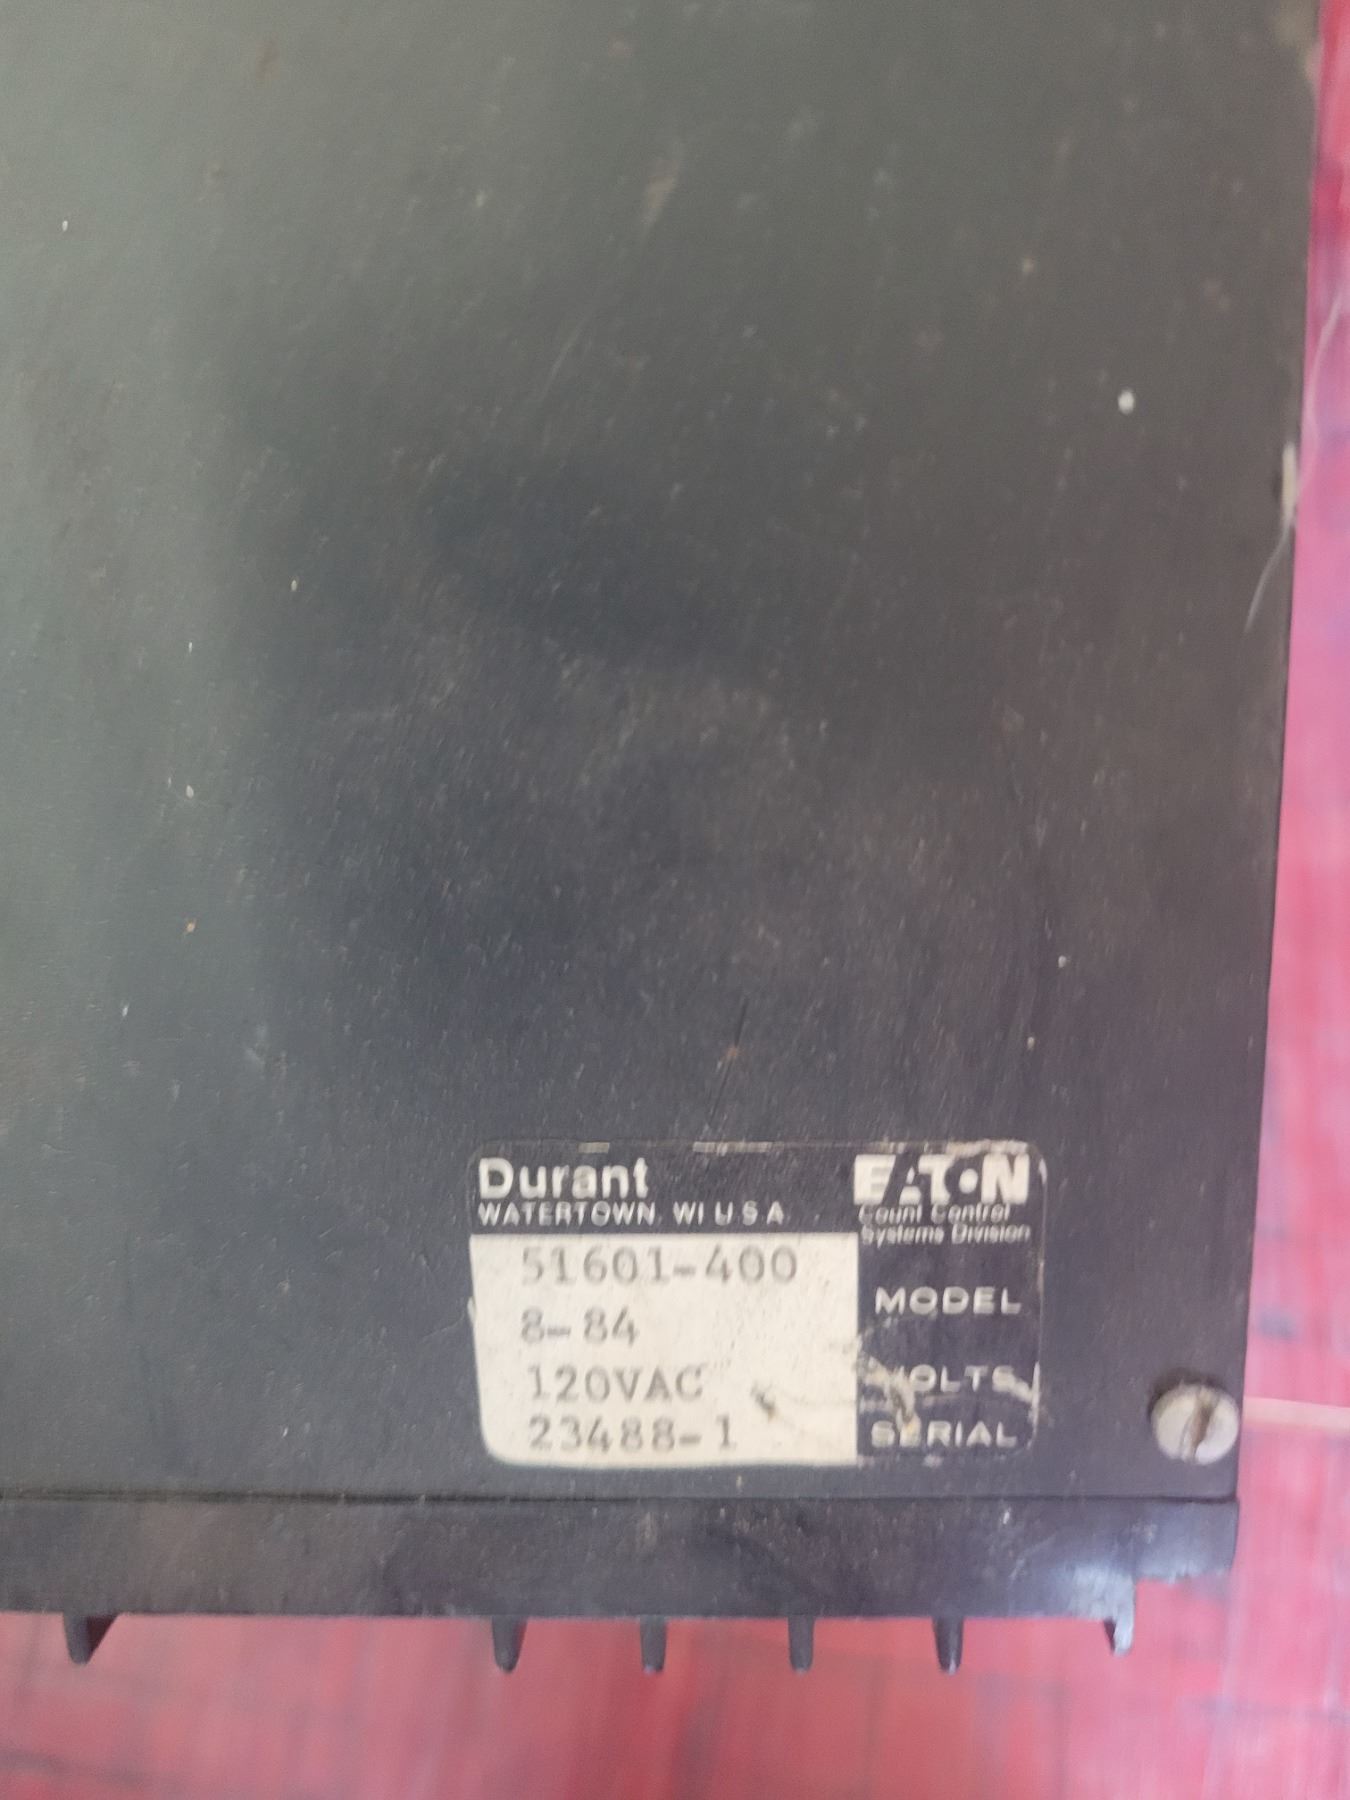 Durant EATON
WATERTOWN, WI U S A Count Control
Systems Division
51601-400
MODEL
8-84
120VAC VOLTS
23488-1 SERIAL